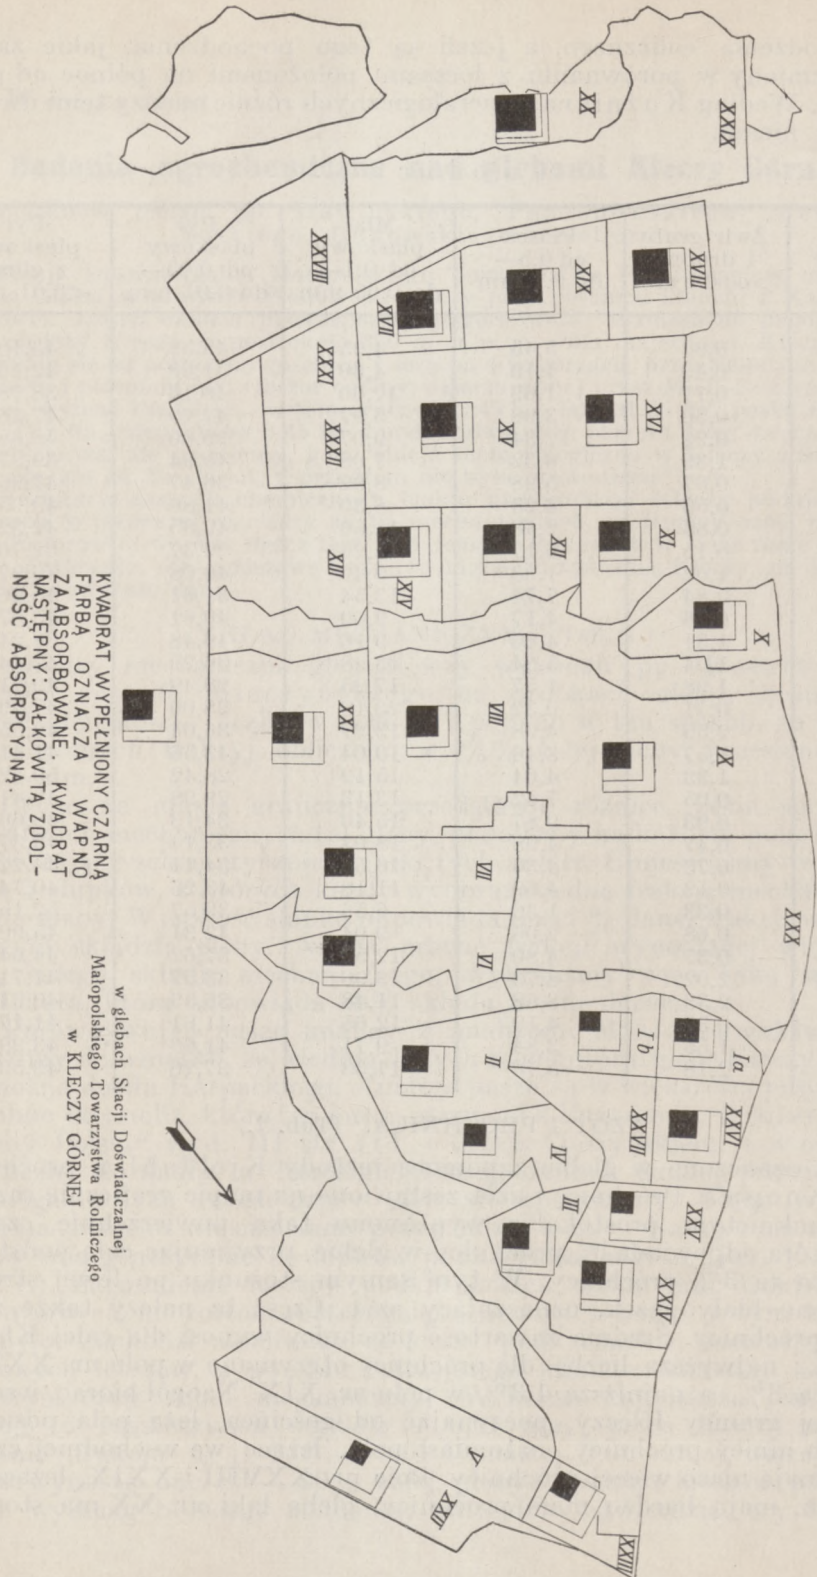 XXIX
XX
XXVIII
XVIII
XIX
XVII
XXXI
XXXII
XVI
XV
XI
XII
XIV
XIII
X
IX
VIII
XXI
XXX
VII
VI
Ia
Ib
II
XXVI
XXVII
IV
III
XXV
XXIV
V
XXII
XXIII
KWADRAT WYPEŁNIONY CZARNĄ
FARBĄ OZNACZA WAPNO
ZAABSORBOWANE. KWADRAT
NASTĘPNY: CAŁKOWITĄ ZDOL-
NOŚĆ ABSORPCYJNĄ.
w glebach Stacji Doświadczalnej
Małopolskiego Towarzystwa Rolniczego
w KLECZY GÓRNEJ